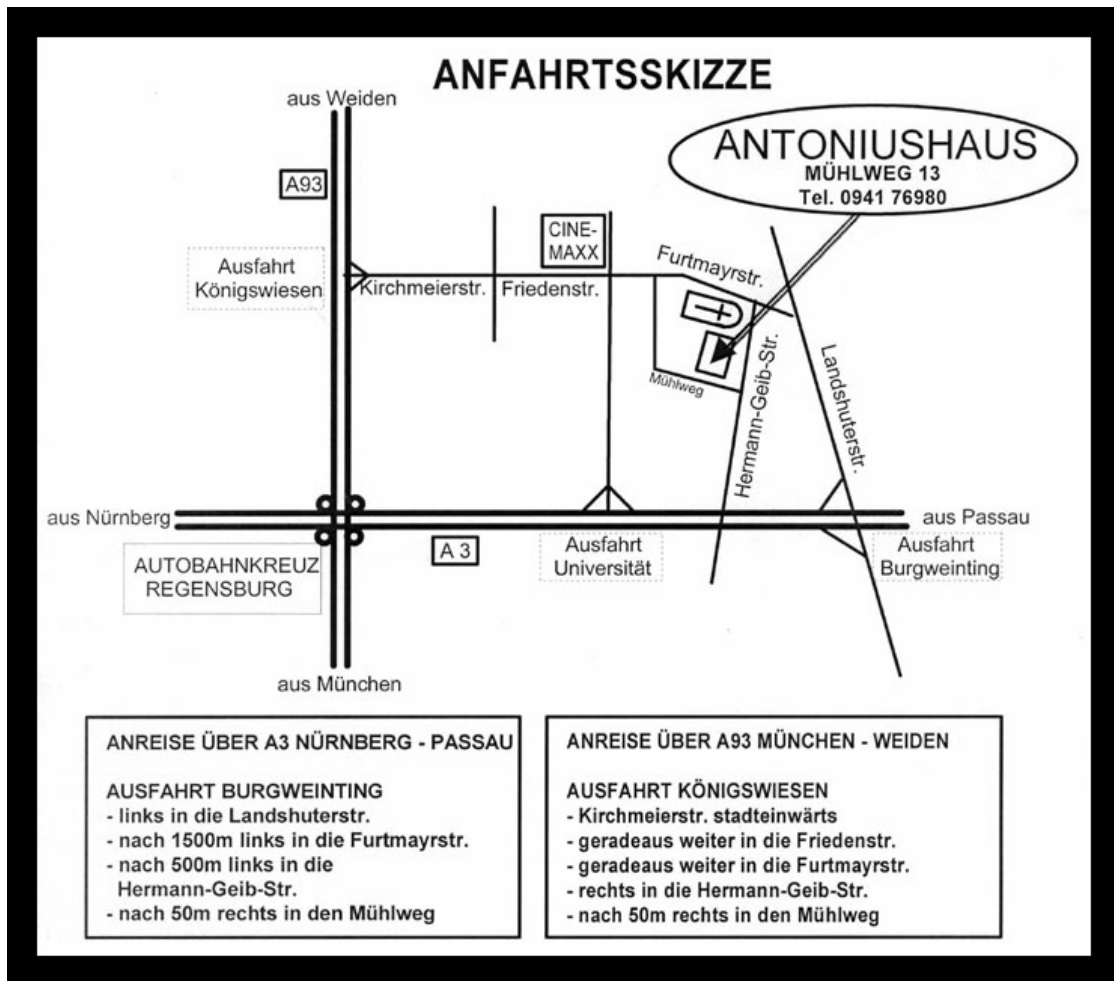 ANFAHRTSSKIZZE
aus Weiden
ANTONIUSHAUS
MÜHLWEG 13
Tel. 0941 76980
A93
CINE-
MAXX
Ausfahrt
Königswiesen
Kirchmeierstr.
Friedenstr.
Furtmayrstr.
Mühlweg
Hermann-Geib-Str.
Landshuterstr.
aus Nürnberg
aus Passau
A 3
AUTOBAHNKREUZ
REGENSBURG
Ausfahrt
Universität
Ausfahrt
Burgweinting
aus München
ANREISE ÜBER A3 NÜRNBERG - PASSAU
AUSFAHRT BURGWEINTING
- links in die Landshuterstr.
- nach 1500m links in die Furtmayrstr.
- nach 500m links in die
Hermann-Geib-Str.
- nach 50m rechts in den Mühlweg
ANREISE ÜBER A93 MÜNCHEN - WEIDEN
AUSFAHRT KÖNIGSWIESEN
- Kirchmeierstr. stadteinwärts
- geradeaus weiter in die Friedenstr.
- geradeaus weiter in die Furtmayrstr.
- rechts in die Hermann-Geib-Str.
- nach 50m rechts in den Mühlweg